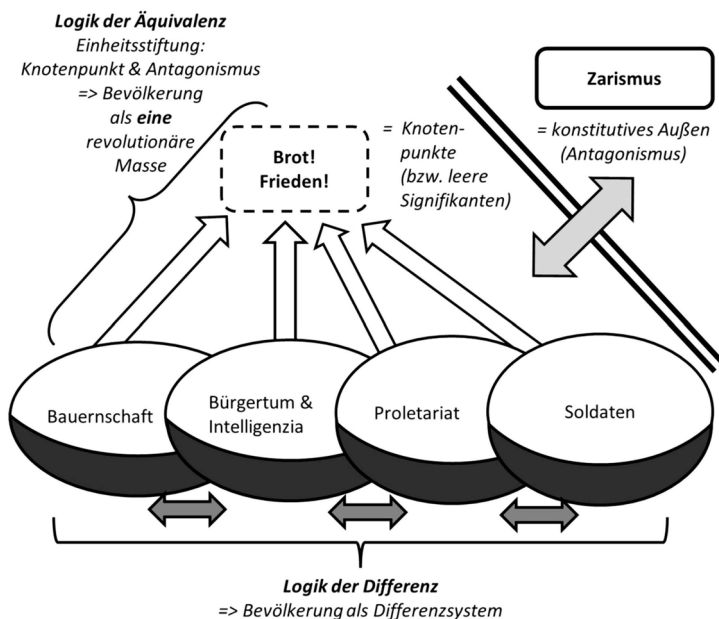 Logik der Äquivalenz
Einheitsstiftung:
Knotenpunkt & Antagonismus
=> Bevölkerung
als eine
revolutionäre
Masse
Brot!
Frieden!
= Knoten-
punkte
(bzw. leere
Signifikanten)
Zarismus
= konstitutives Außen
(Antagonismus)
Bauernschaft
Bürgertum &
Intelligenzia
Proletariat
Soldaten
Logik der Differenz
=> Bevölkerung als Differenzsystem